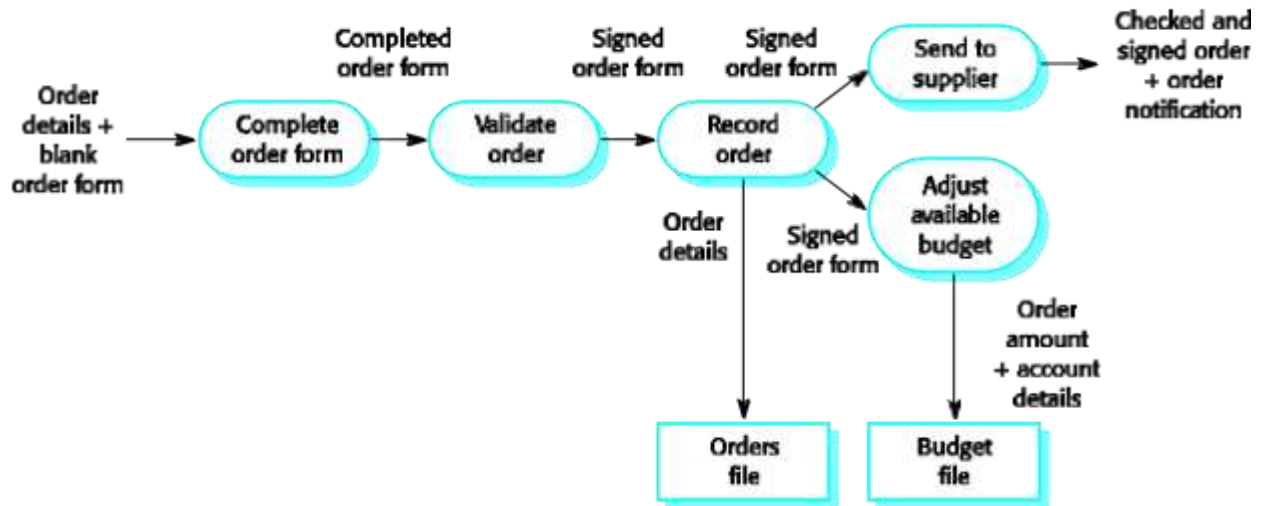 Order
details +
blank
order form
Complete
order form
Completed
order form
Validate
order
Signed
order form
Record
order
Signed
order form
Send to
supplier
Checked and
signed order
+ order
notification
Order
details
Signed
order form
Adjust
available
budget
Order
amount
+ account
details
Orders
file
Budget
file